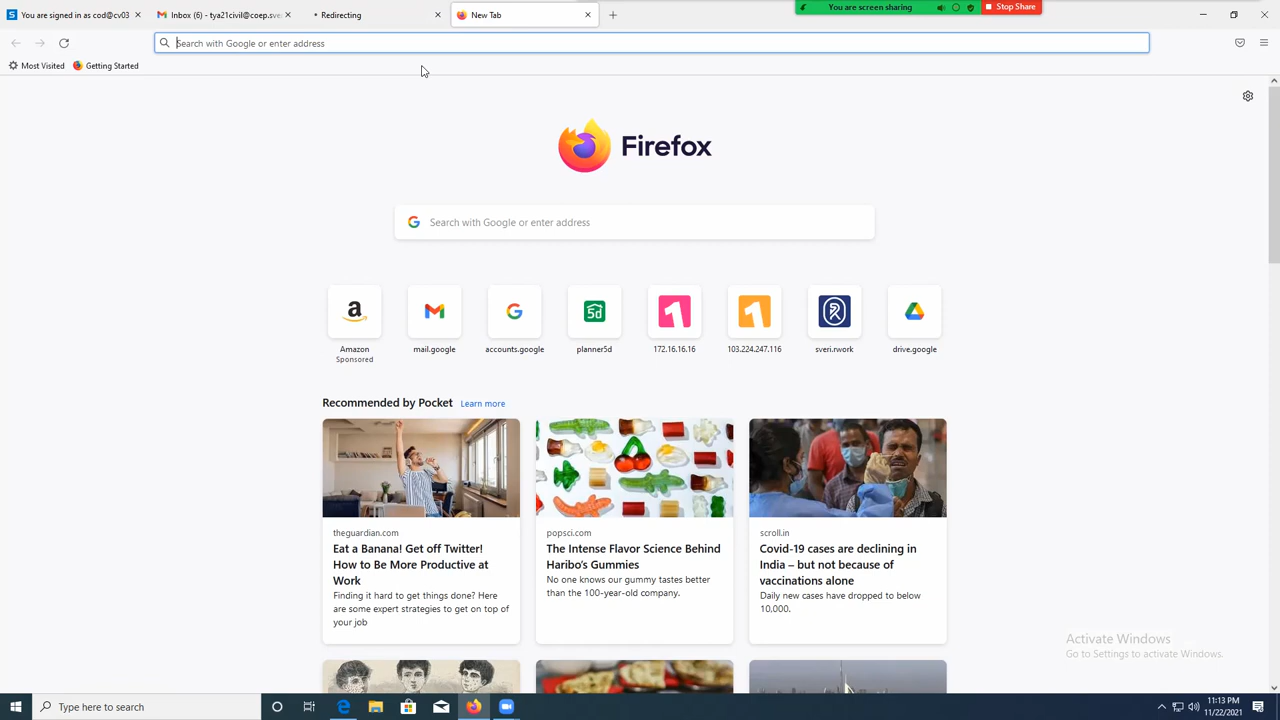 You are signed in as cod@cv03
Inbox (6) - tya21civil@coep.sve
Redirecting
New Tab
You are screen sharing
Stop Share
Search with Google or enter address
Most Visited
Getting Started
Firefox
Search with Google or enter address
5d
Amazon
Sponsored
mail.google
accounts.google
planner5d
172.16.16.16
103.224.247.116
sveri.rwork
drive.google
Recommended by Pocket Learn more
theguardian.com
Eat a Banana! Get off Twitter!
How to Be More Productive at
Work
Finding it hard to get things done? Here
are some expert strategies to get on top of
your job
popsci.com
The Intense Flavor Science Behind
Haribo's Gummies
No one knows our gummy tastes better
than the 100-year-old company.
scroll.in
Covid-19 cases are declining in
India – but not because of
vaccinations alone
Daily new cases have dropped to below
10,000.
Activate Windows
Go to Settings to activate Windows.
Type here to search
11:13 PM
11/22/2021